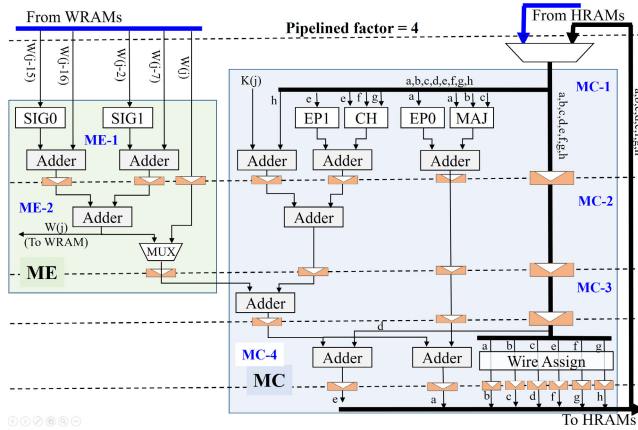 From WRAMs
From HRAMs
Pipelined factor = 4
W(j-15)
W(j-16)
W(j-2)
W(j-7)
W(j)
K(j)
h
a,b,c,d,e,f,g,h
MC-1
e
e
f
g
a
a
b
c
a,b,c,d,e,f,g,h
SIG0
SIG1
EP1
CH
EP0
MAJ
ME-1
Adder
Adder
Adder
Adder
Adder
ME-2
MC-2
Adder
Adder
W(j)
(To WRAM)
MUX
ME
MC-3
Adder
d
a
b
c
e
f
g
MC-4
Adder
Adder
Wire Assign
MC
e
a
b
c
d
f
g
h
To HRAMs